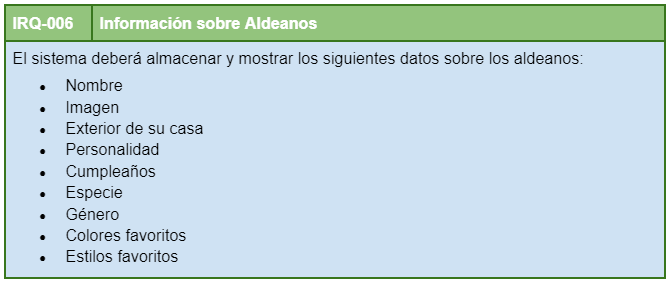 IRQ-006 Información sobre Aldeanos
El sistema deberá almacenar y mostrar los siguientes datos sobre los aldeanos:
● Nombre
● Imagen
● Exterior de su casa
● Personalidad
● Cumpleaños
● Especie
● Género
● Colores favoritos
● Estilos favoritos